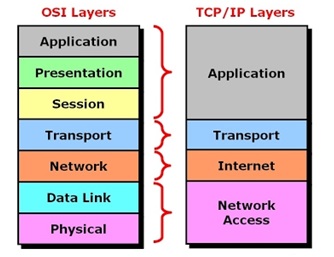 OSI Layers
Application
Presentation
Session
Transport
Network
Data Link
Physical
TCP/IP Layers
Application
Transport
Internet
Network
Access